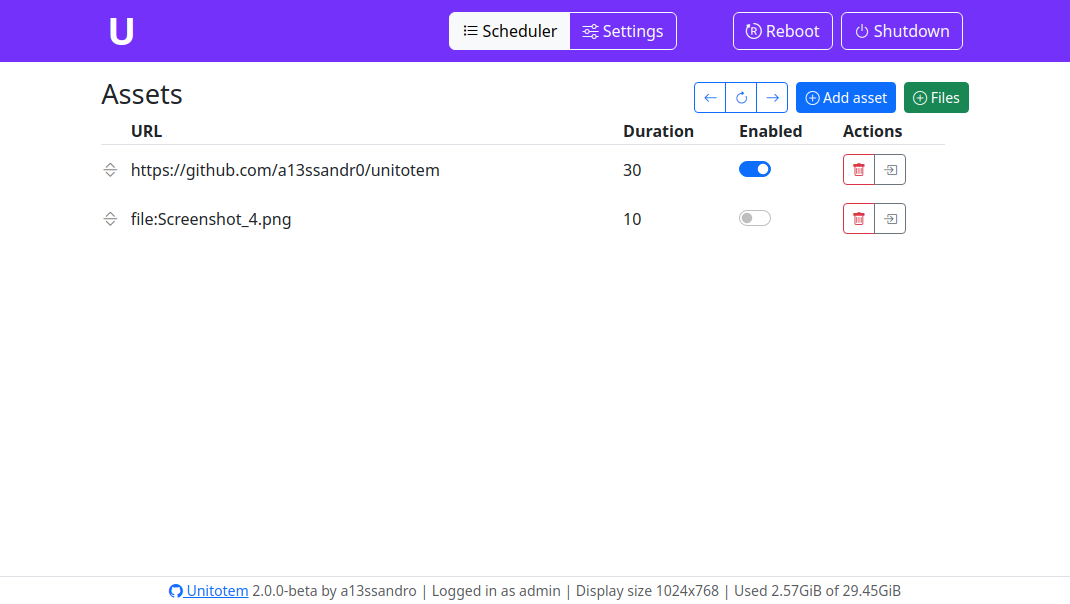 U
Scheduler
Settings
Reboot
Shutdown
Assets
Add asset
Files
URL Duration Enabled Actions
https://github.com/a13ssandr0/unitotem 30
file:Screenshot_4.png 10
Unitotem 2.0.0-beta by a13ssandro | Logged in as admin | Display size 1024x768 | Used 2.57GiB of 29.45GiB